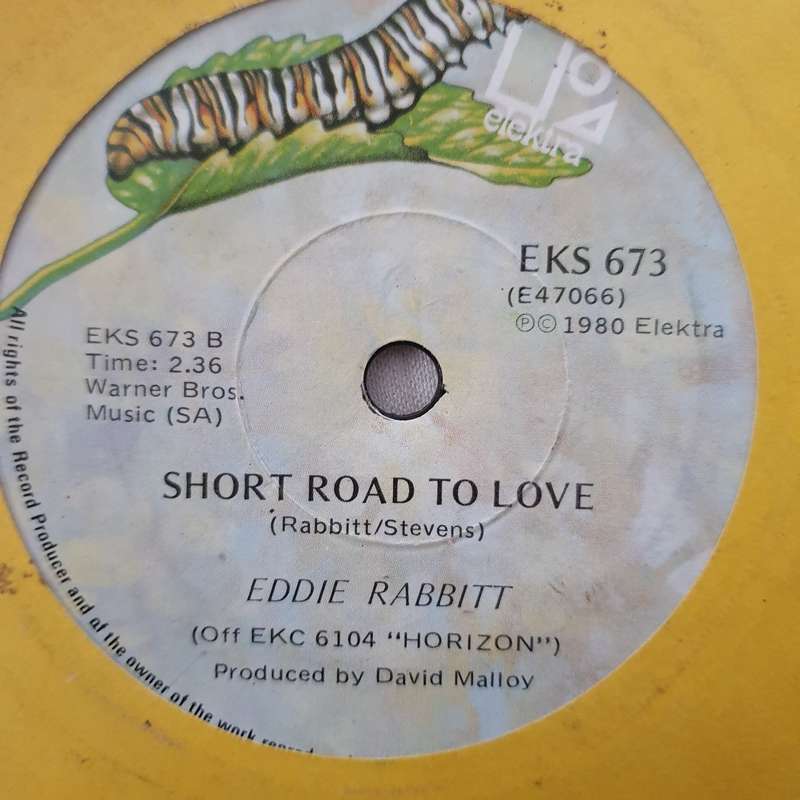 elektra
EKS 673
(E47066)
℗© 1980 Elektra
EKS 673 B
Time: 2.36
Warner Bros.
Music (SA)
SHORT ROAD TO LOVE
(Rabbitt/Stevens)
EDDIE RABBITT
(Off EKC 6104 "HORIZON")
Produced by David Malloy
All rights of the Record Producer and of the owner of the work